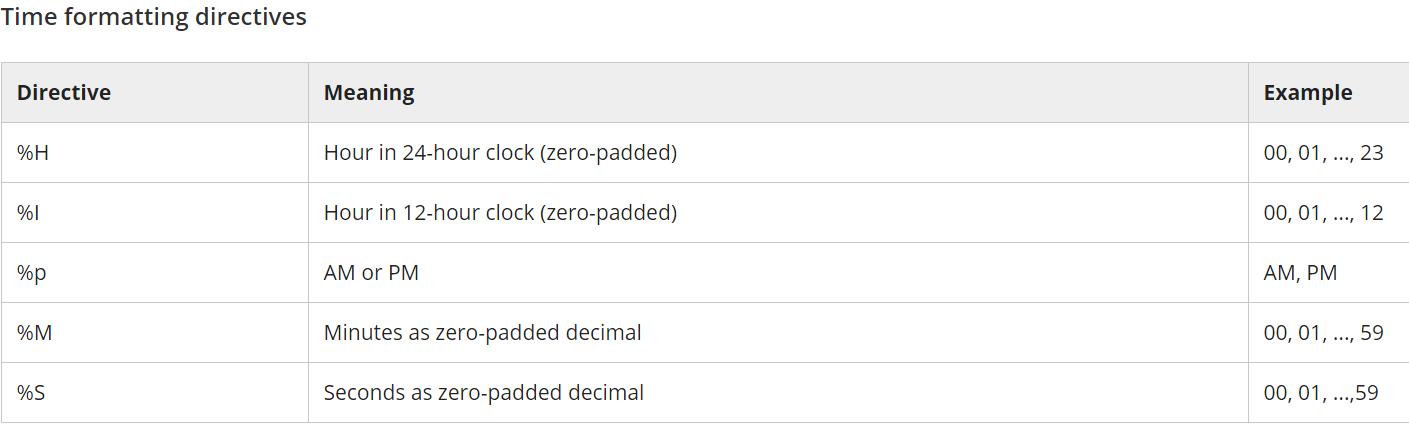 Time formatting directives
Directive Meaning Example
%H Hour in 24-hour clock (zero-padded) 00, 01, ..., 23
%I Hour in 12-hour clock (zero-padded) 00, 01, ..., 12
%p AM or PM AM, PM
%M Minutes as zero-padded decimal 00, 01, ..., 59
%S Seconds as zero-padded decimal 00, 01, ...,59